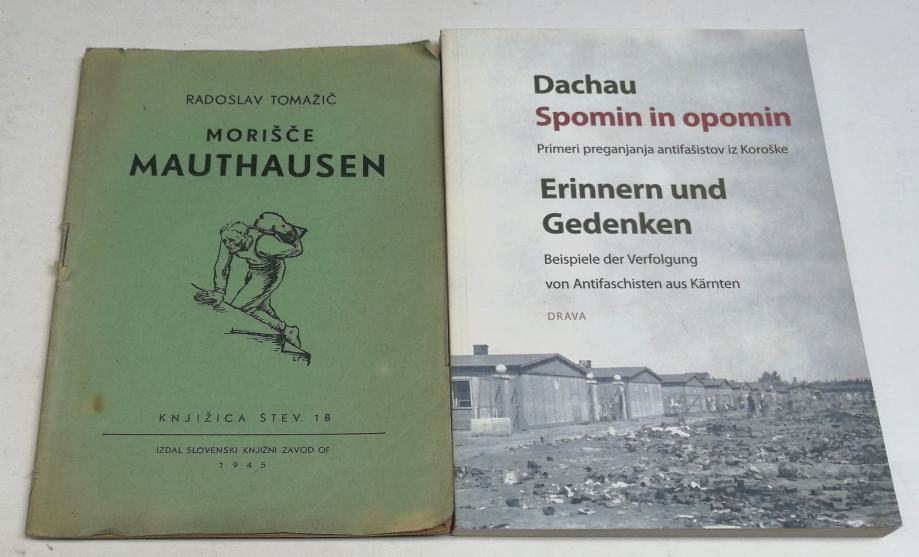 RADOSLAV TOMAŽIČ
MORIŠČE
MAUTHAUSEN
KNJIŽICA ŠTEV. 18
IZDAL SLOVENSKI KNJIŽNI ZAVOD OF
1945
Dachau
Spomin in opomin
Primeri preganjanja antifašistov iz Koroške
Erinnern und
Gedenken
Beispiele der Verfolgung
von Antifaschisten aus Kärnten
DRAVA